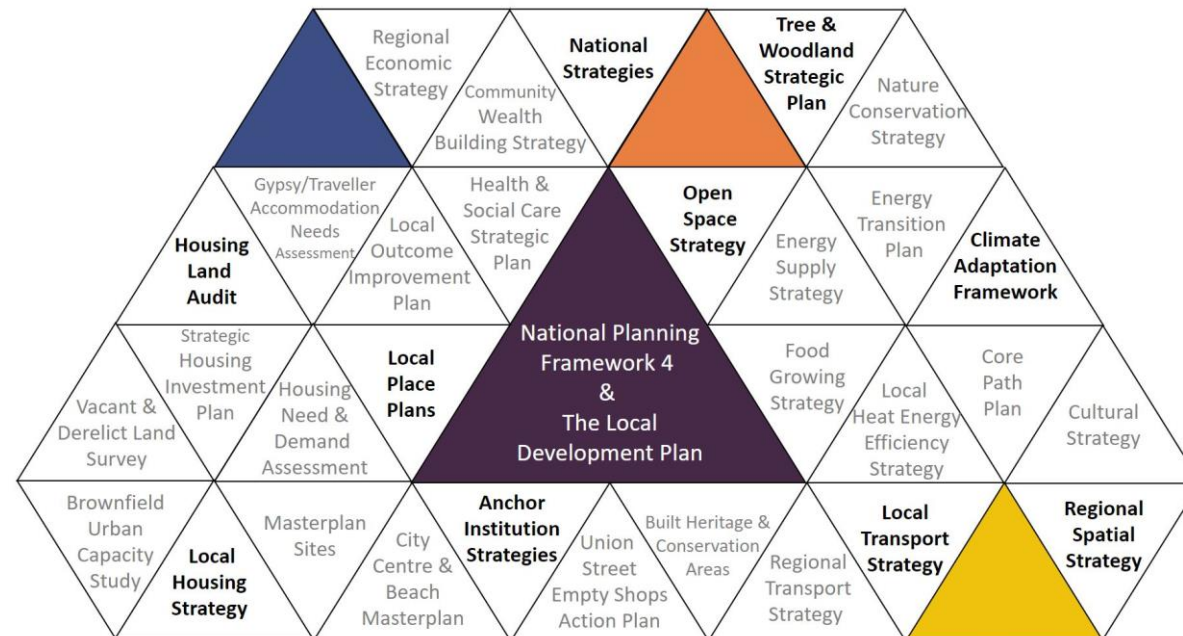 Regional
Economic
Strategy
Community
Wealth
Building Strategy
National
Strategies
Tree &
Woodland
Strategic
Plan
Nature
Conservation
Strategy
Housing
Land
Audit
Gypsy/Traveller
Accommodation
Needs
Assessment
Local
Outcome
Improvement
Plan
Health &
Social Care
Strategic
Plan
Open
Space
Strategy
Energy
Supply
Strategy
Energy
Transition
Plan
Climate
Adaptation
Framework
Vacant &
Derelict Land
Survey
Strategic
Housing
Investment
Plan
Housing
Need &
Demand
Assessment
Local
Place
Plans
National Planning
Framework 4
&
The Local
Development Plan
Food
Growing
Strategy
Local
Heat Energy
Efficiency
Strategy
Core
Path
Plan
Cultural
Strategy
Brownfield
Urban
Capacity
Study
Local
Housing
Strategy
Masterplan
Sites
City
Centre &
Beach
Masterplan
Anchor
Institution
Strategies
Union
Street
Empty Shops
Action Plan
Built Heritage &
Conservation
Areas
Regional
Transport
Strategy
Local
Transport
Strategy
Regional
Spatial
Strategy